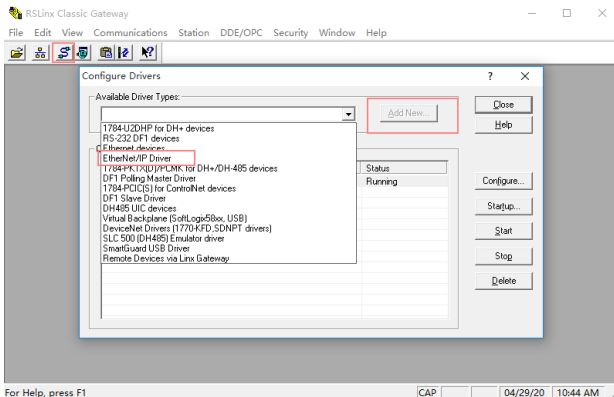 RSLinx Classic Gateway
File Edit View Communications Station DDE/OPC Security Window Help
Configure Drivers
? X
Available Driver Types:
Add New...
Close
Help
1784-U2DHP for DH+ devices
RS-232 DF1 devices
Ethernet devices
EtherNet/IP Driver
1784-PKTX(D)/PCMK for DH+/DH-485 devices
DF1 Polling Master Driver
1784-PCIC(S) for ControlNet devices
DF1 Slave Driver
DH485 UIC devices
Virtual Backplane (SoftLogix58xx, USB)
DeviceNet Drivers (1770-KFD,SDNPT drivers)
SLC 500 (DH485) Emulator driver
SmartGuard USB Driver
Remote Devices via Linx Gateway
Status
Running
Configure...
Startup...
Start
Stop
Delete
For Help, press F1
CAP
04/29/20
10:44 AM